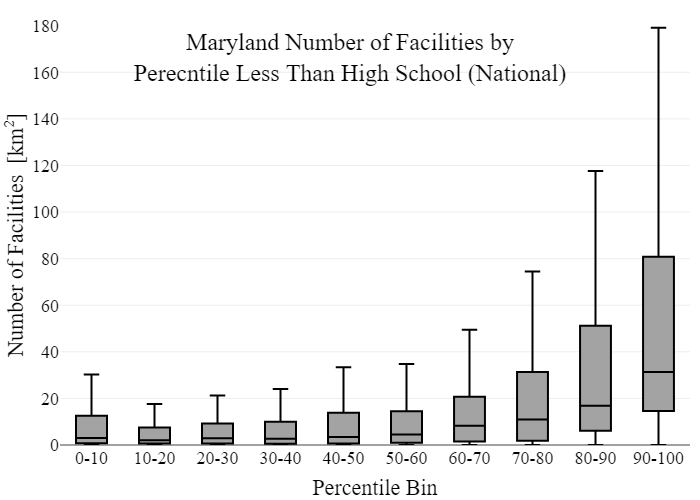 Maryland Number of Facilities by
Perecntile Less Than High School (National)
Number of Facilities [km²]
180
160
140
120
100
80
60
40
20
0
0-10 10-20 20-30 30-40 40-50 50-60 60-70 70-80 80-90 90-100
Percentile Bin